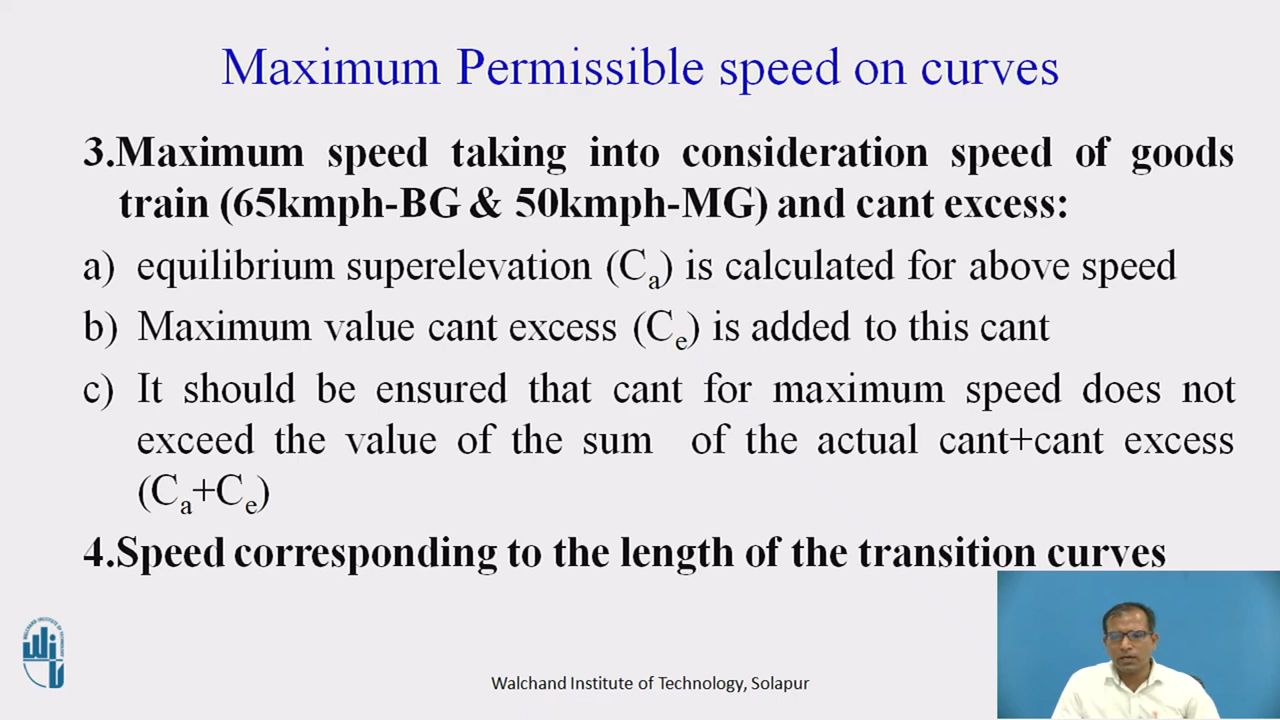 Maximum Permissible speed on curves
3.Maximum speed taking into consideration speed of goods
train (65kmph-BG & 50kmph-MG) and cant excess:
a) equilibrium superelevation (Ca) is calculated for above speed
b) Maximum value cant excess (Ce) is added to this cant
c) It should be ensured that cant for maximum speed does not
exceed the value of the sum of the actual cant+cant excess
(Ca+Ce)
4.Speed corresponding to the length of the transition curves
Walchand Institute of Technology, Solapur